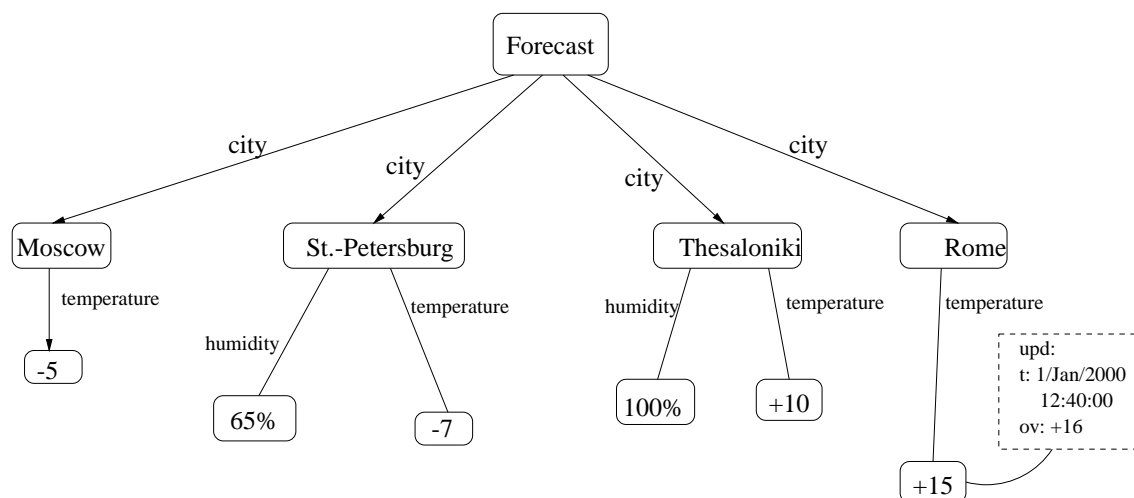 Forecast
city
city
city
city
Moscow
St.-Petersburg
Thesaloniki
Rome
temperature
humidity
temperature
humidity
temperature
temperature
-5
65%
-7
100%
+10
+15
upd:
t: 1/Jan/2000
12:40:00
ov: +16